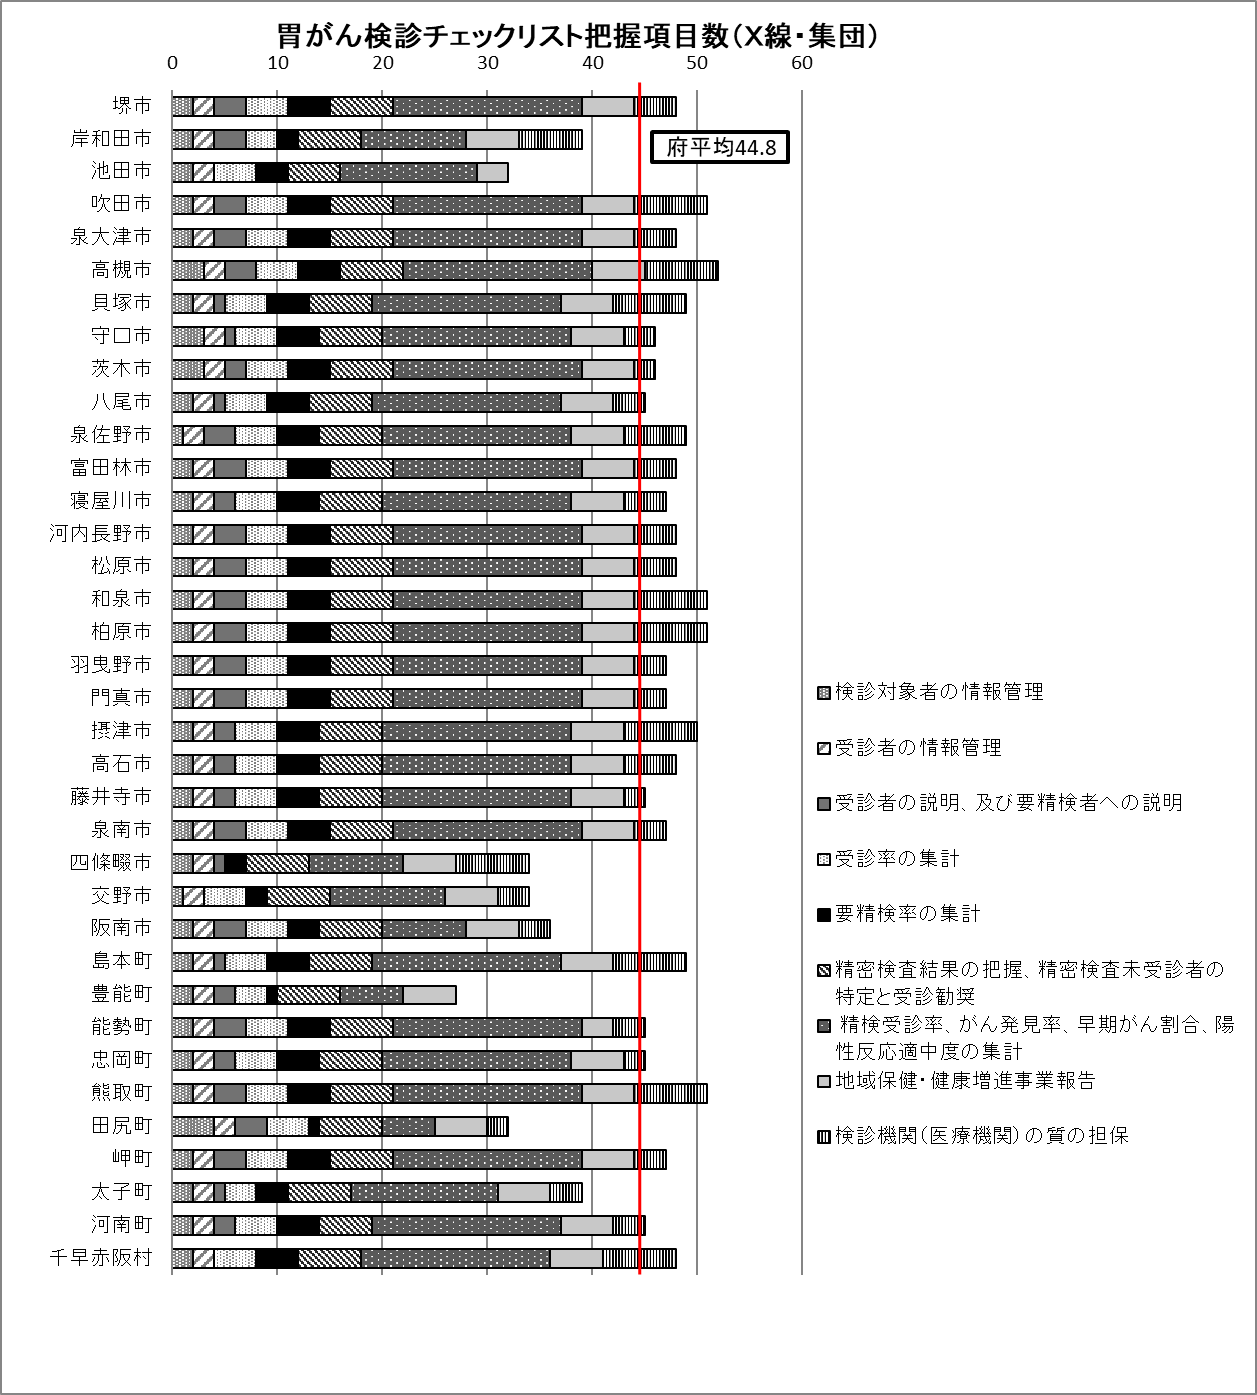 胃がん検診チェックリスト把握項目数（X線・集団）
0 10 20 30 40 50 60
堺市
岸和田市
府平均44.8
池田市
吹田市
泉大津市
高槻市
貝塚市
守口市
茨木市
八尾市
泉佐野市
富田林市
寝屋川市
河内長野市
松原市
和泉市
柏原市
羽曳野市
門真市
摂津市
高石市
藤井寺市
泉南市
四條畷市
交野市
阪南市
島本町
豊能町
能勢町
忠岡町
熊取町
田尻町
岬町
太子町
河南町
千早赤阪村
検診対象者の情報管理
受診者の情報管理
受診者の説明、及び要精検者への説明
受診率の集計
要精検率の集計
精密検査結果の把握、精密検査未受診者の
特定と受診勧奨
精検受診率、がん発見率、早期がん割合、陽
性反応適中度の集計
地域保健・健康増進事業報告
検診機関（医療機関）の質の担保